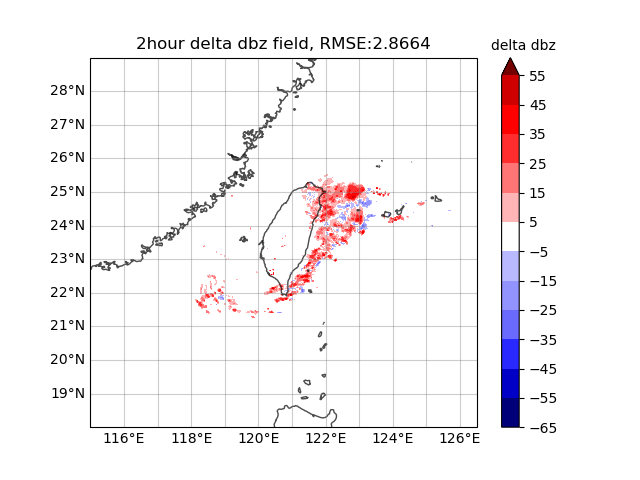 2hour delta dbz field, RMSE:2.8664
delta dbz
28°N
27°N
26°N
25°N
24°N
23°N
22°N
21°N
20°N
19°N
116°E 118°E 120°E 122°E 124°E 126°E
55
45
35
25
15
5
−5
−15
−25
−35
−45
−55
−65